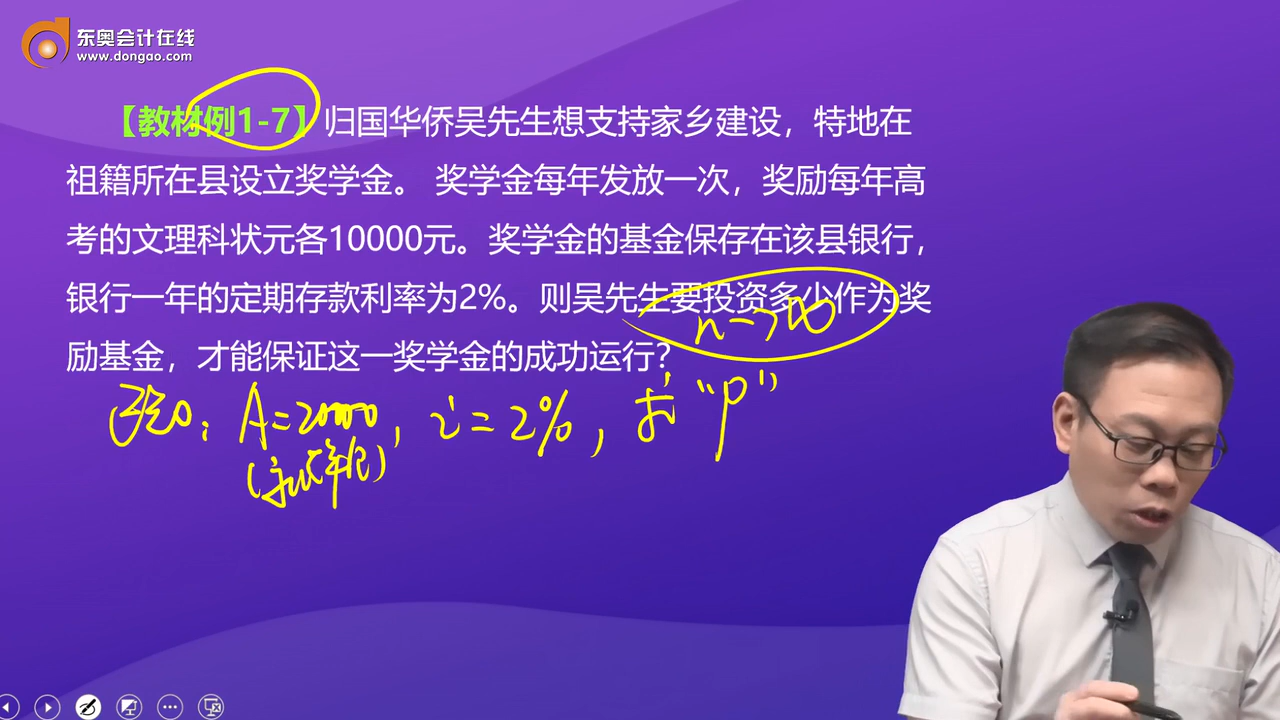 东奥会计在线
www.dongao.com
【教材例1-7】归国华侨吴先生想支持家乡建设，特地在
祖籍所在县设立奖学金。 奖学金每年发放一次，奖励每年高
考的文理科状元各10000元。奖学金的基金保存在该县银行，
银行一年的定期存款利率为2%。则吴先生要投资多少作为奖
n→∞
励基金，才能保证这一奖学金的成功运行？
已知：A=20000，i=2%，求“P”
（永续年金）